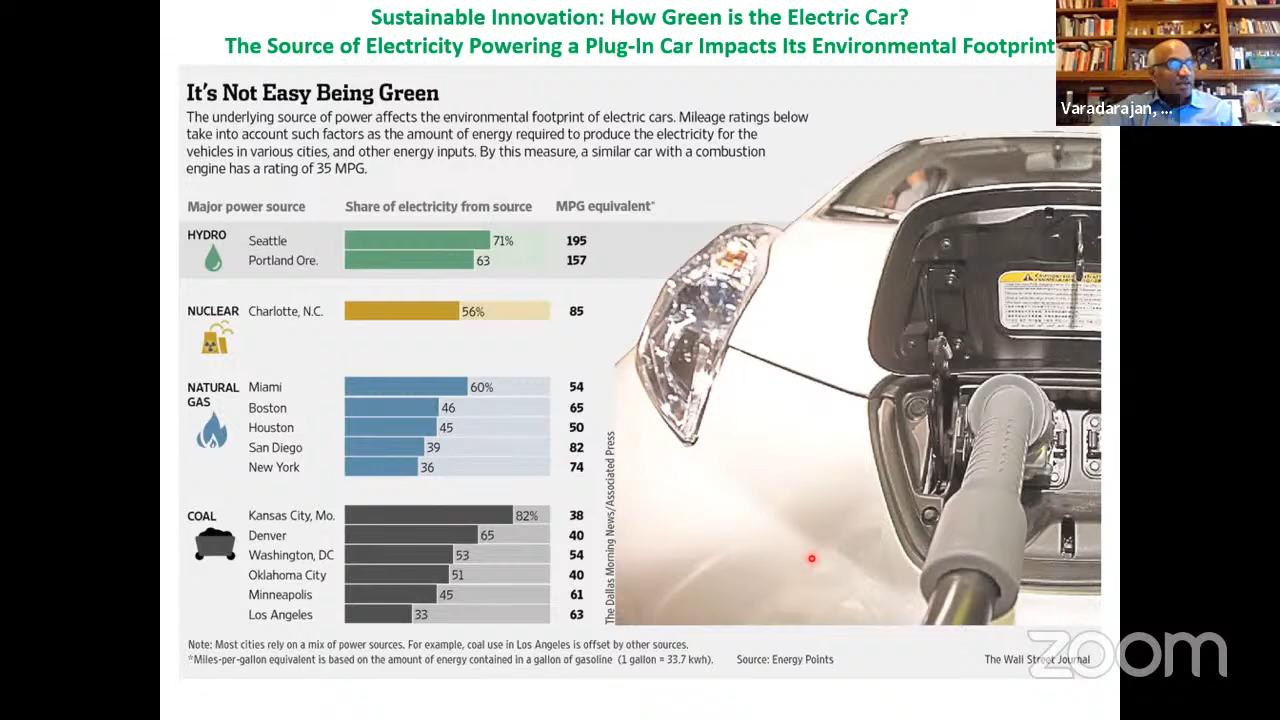 Sustainable Innovation: How Green is the Electric Car?
The Source of Electricity Powering a Plug-In Car Impacts Its Environmental Footprint
Varadarajan, ...
It's Not Easy Being Green
The underlying source of power affects the environmental footprint of electric cars. Mileage ratings below
take into account such factors as the amount of energy required to produce the electricity for the
vehicles in various cities, and other energy inputs. By this measure, a similar car with a combustion
engine has a rating of 35 MPG.
Major power source Share of electricity from source MPG equivalent*
HYDRO
Seattle 71% 195
Portland Ore. 63 157
NUCLEAR Charlotte, N.C. 56% 85
NATURAL GAS
Miami 60% 54
Boston 46 65
Houston 45 50
San Diego 39 82
New York 36 74
COAL Kansas City, Mo. 82% 38
Denver 65 40
Washington, DC 53 54
Oklahoma City 51 40
Minneapolis 45 61
Los Angeles 33 63
The Dallas Morning News/Associated Press
Note: Most cities rely on a mix of power sources. For example, coal use in Los Angeles is offset by other sources.
*Miles-per-gallon equivalent is based on the amount of energy contained in a gallon of gasoline (1 gallon = 33.7 kwh). Source: Energy Points The Wall Street Journal
zoom